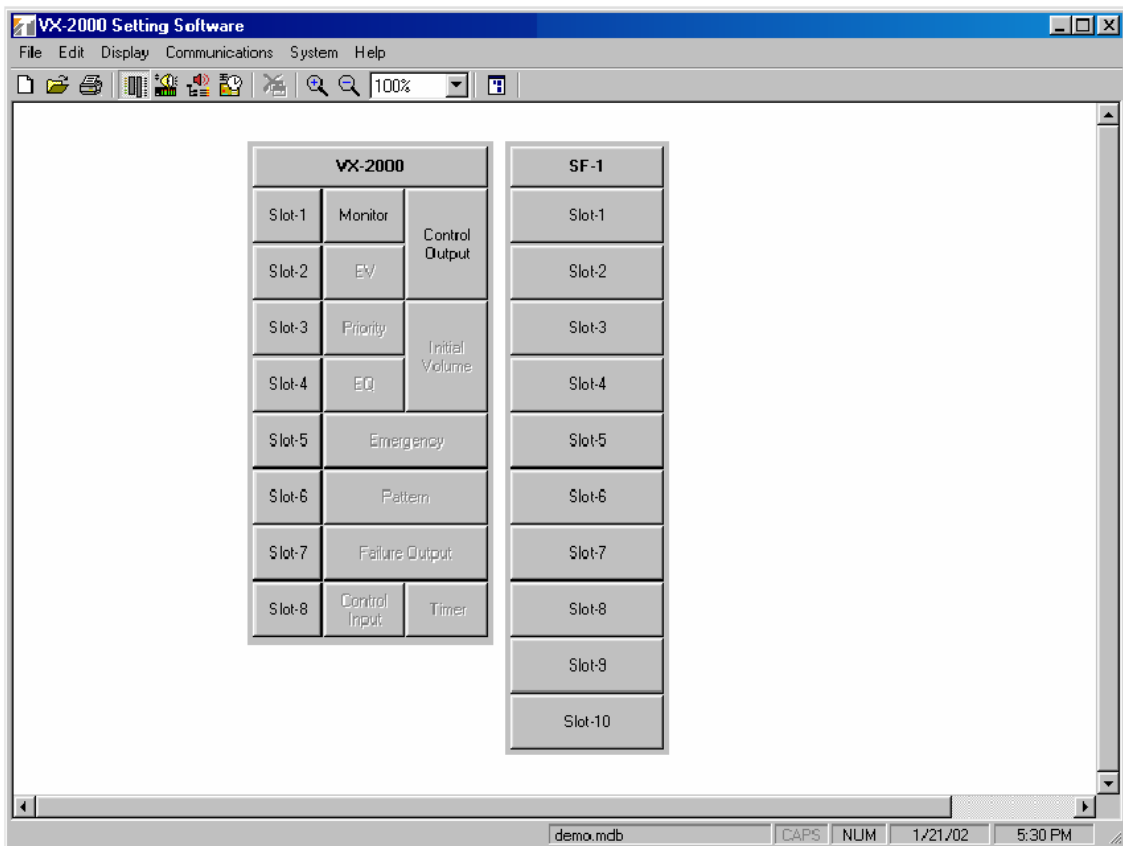 VX-2000 Setting Software
File Edit Display Communications System Help
100%
VX-2000
Slot-1 Monitor
Control
Output
Slot-2 EV
Slot-3 Priority
Initial
Volume
Slot-4 EQ
Slot-5 Emergency
Slot-6 Pattern
Slot-7 Failure Output
Slot-8
Control
Input
Timer
SF-1
Slot-1
Slot-2
Slot-3
Slot-4
Slot-5
Slot-6
Slot-7
Slot-8
Slot-9
Slot-10
demo.mdb CAPS NUM 1/21/02 5:30 PM